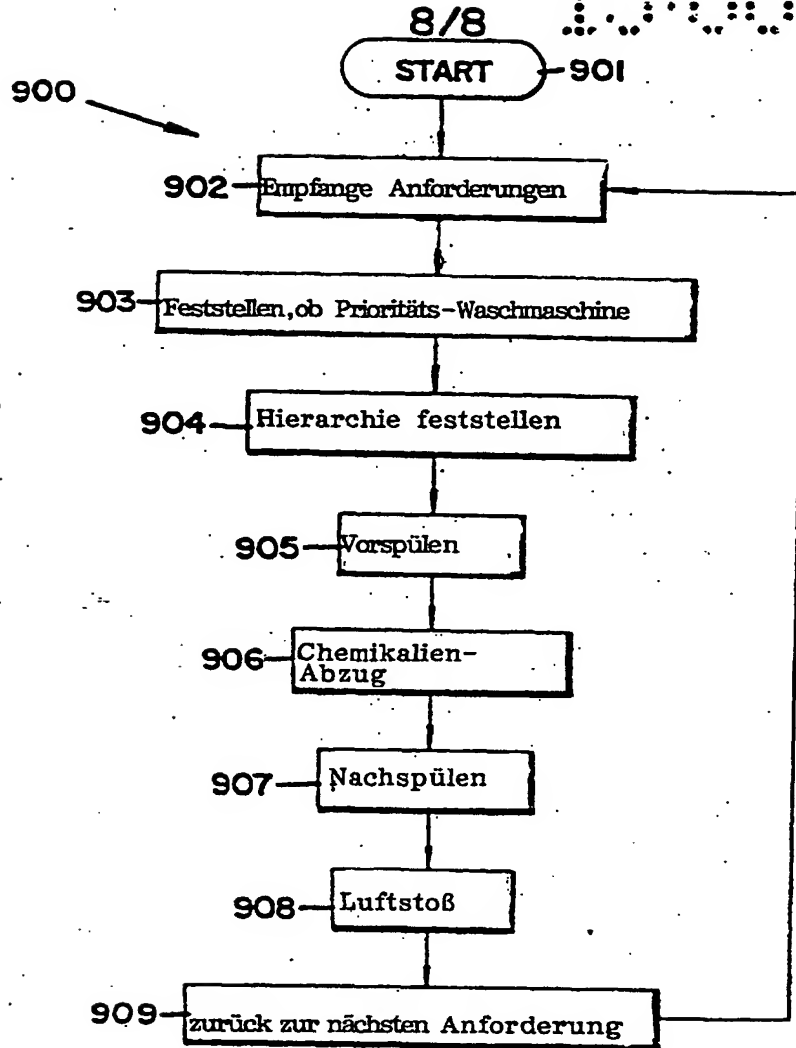 8/8
START
901
900
902
Empfange Anforderungen
903
Feststellen, ob Prioritäts-Waschmaschine
904
Hierarchie feststellen
905
Vorspülen
906
Chemikalien-
Abzug
907
Nachspülen
908
Luftstoß
909
zurück zur nächsten Anforderung